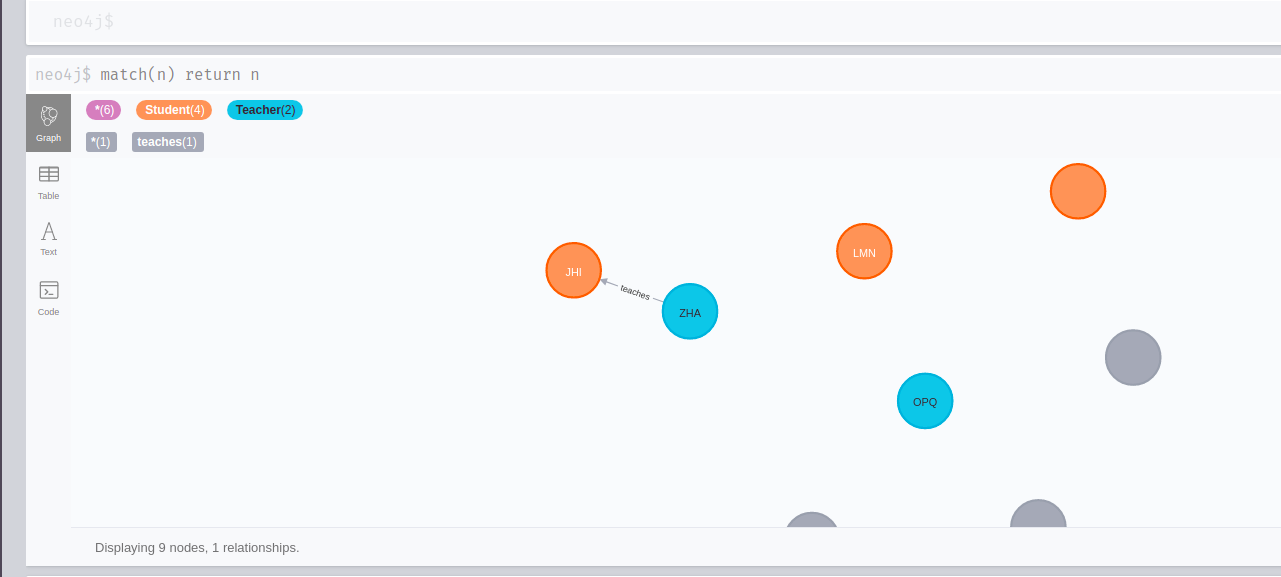 neo4j$
neo4j$ match(n) return n
*(6) Student(4) Teacher(2)
Graph
*(1) teaches(1)
Table
Text
Code
LMN
JHI
teaches
ZHA
OPQ
Displaying 9 nodes, 1 relationships.